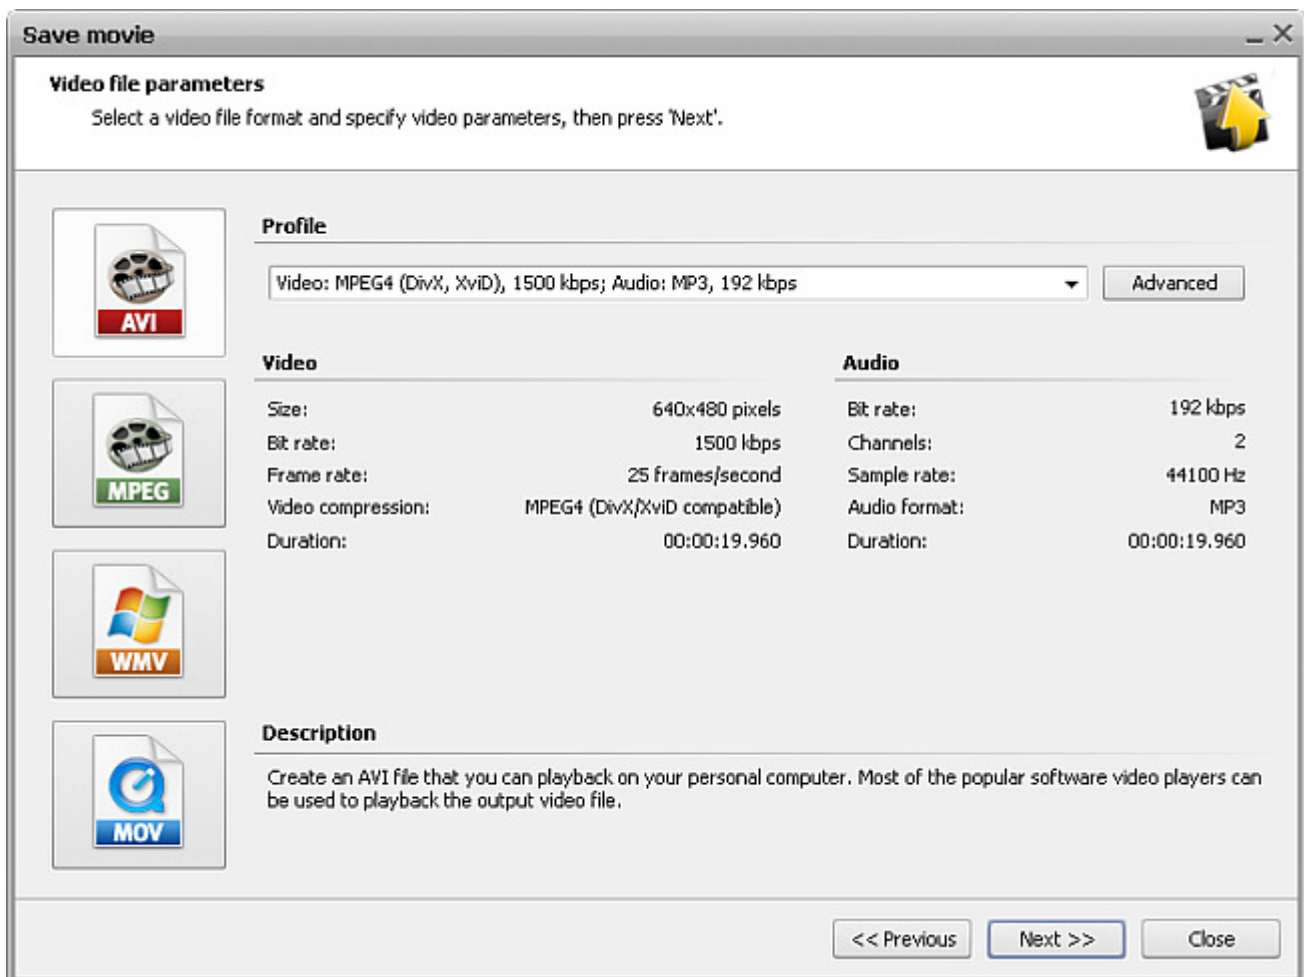 Save movie
Video file parameters
Select a video file format and specify video parameters, then press 'Next'.
AVI
MPEG
WMV
MOV
Profile
Video: MPEG4 (DivX, XviD), 1500 kbps; Audio: MP3, 192 kbps
Advanced
Video
Size: 640x480 pixels
Bit rate: 1500 kbps
Frame rate: 25 frames/second
Video compression: MPEG4 (DivX/XviD compatible)
Duration: 00:00:19.960
Audio
Bit rate: 192 kbps
Channels: 2
Sample rate: 44100 Hz
Audio format: MP3
Duration: 00:00:19.960
Description
Create an AVI file that you can playback on your personal computer. Most of the popular software video players can
be used to playback the output video file.
<< Previous
Next >>
Close